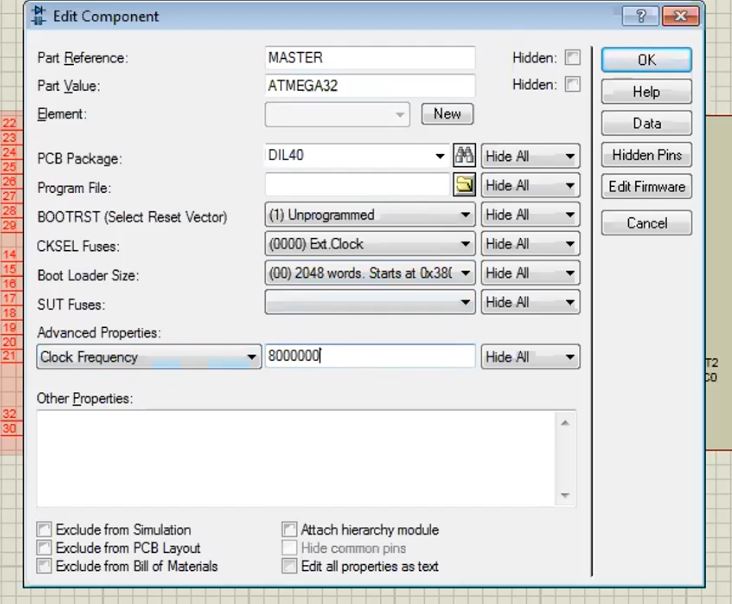 Edit Component
Part Reference: MASTER Hidden:
Part Value: ATMEGA32 Hidden:
Element: New
PCB Package: DIL40 Hide All
Program File: Hide All
BOOTRST (Select Reset Vector) (1) Unprogrammed Hide All
CKSEL Fuses: (0000) Ext.Clock Hide All
Boot Loader Size: (00) 2048 words. Starts at 0x38( Hide All
SUT Fuses: Hide All
Advanced Properties:
Clock Frequency 8000000 Hide All
Other Properties:
Exclude from Simulation Attach hierarchy module
Exclude from PCB Layout Hide common pins
Exclude from Bill of Materials Edit all properties as text
OK
Help
Data
Hidden Pins
Edit Firmware
Cancel
22
23
24
25
26
27
28
29
14
15
16
17
18
19
20
21
32
30
T2
C0